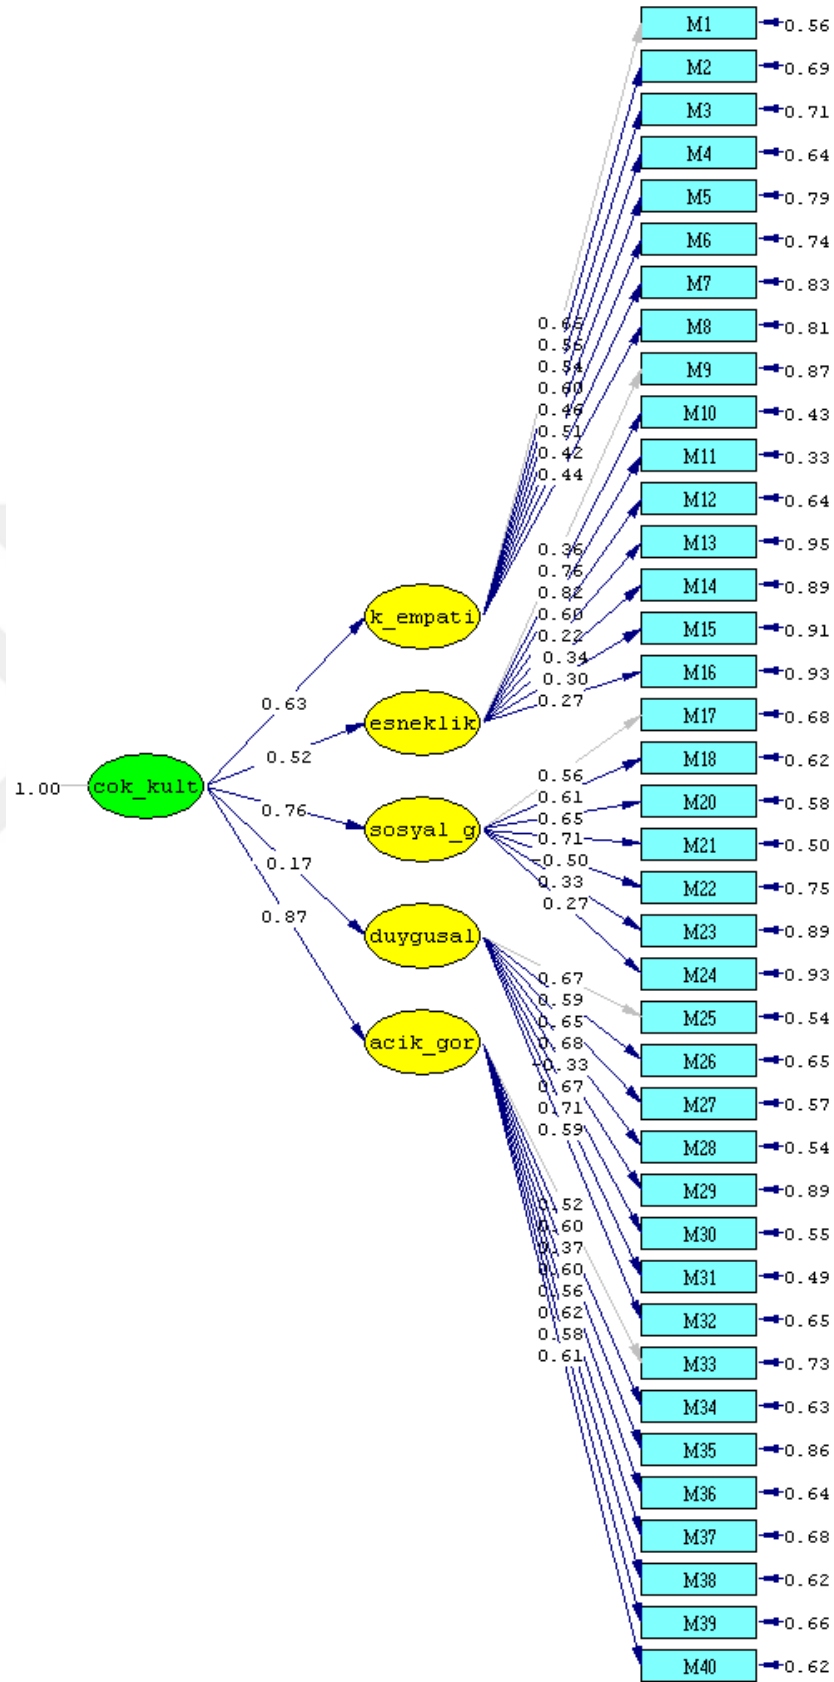 M1 0.56
M2 0.69
M3 0.71
M4 0.64
M5 0.79
M6 0.74
M7 0.83
M8 0.81
M9 0.87
M10 0.43
M11 0.33
M12 0.64
M13 0.95
M14 0.89
M15 0.91
M16 0.93
M17 0.68
M18 0.62
M20 0.58
M21 0.50
M22 0.75
M23 0.89
M24 0.93
M25 0.54
M26 0.65
M27 0.57
M28 0.54
M29 0.89
M30 0.55
M31 0.49
M32 0.65
M33 0.73
M34 0.63
M35 0.86
M36 0.64
M37 0.68
M38 0.62
M39 0.66
M40 0.62
0.66
0.56
0.54
0.60
0.46
0.51
0.42
0.44
0.36
0.76
0.82
0.60
0.22
0.34
0.30
0.27
0.56
0.61
0.65
0.71
-0.50
0.33
0.27
0.67
0.59
0.65
0.68
-0.33
0.67
0.71
0.59
0.52
0.60
0.37
0.60
0.56
0.62
0.58
0.61
k_empati
esneklik
sosyal_g
duygusal
acik_gor
0.63
0.52
0.76
0.17
0.87
1.00
cok_kult